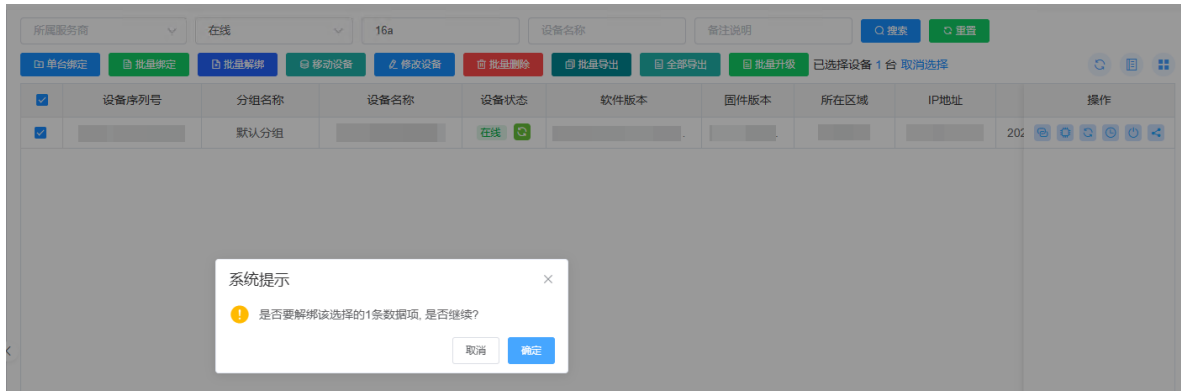 所属服务商 在线 16a 设备名称 备注说明 搜索 重置
单台绑定 批量绑定 批量解绑 移动设备 修改设备 批量删除 批量导出 全部导出 批量升级 已选择设备 1 台 取消选择
设备序列号 分组名称 设备名称 设备状态 软件版本 固件版本 所在区域 IP地址 操作
默认分组 在线 202
系统提示
是否要解绑该选择的1条数据项, 是否继续?
取消 确定